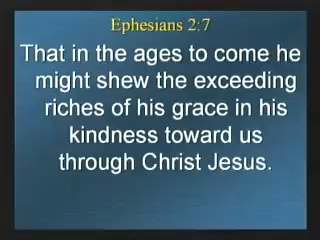 Ephesians 2:7
That in the ages to come he
might shew the exceeding
riches of his grace in his
kindness toward us
through Christ Jesus.